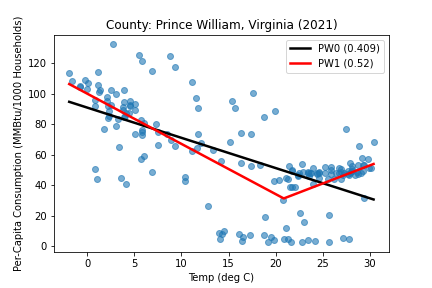 County: Prince William, Virginia (2021)
PW0 (0.409)
PW1 (0.52)
Per-Capita Consumption (MMBtu/1000 Households)
120
100
80
60
40
20
0
0 5 10 15 20 25 30
Temp (deg C)